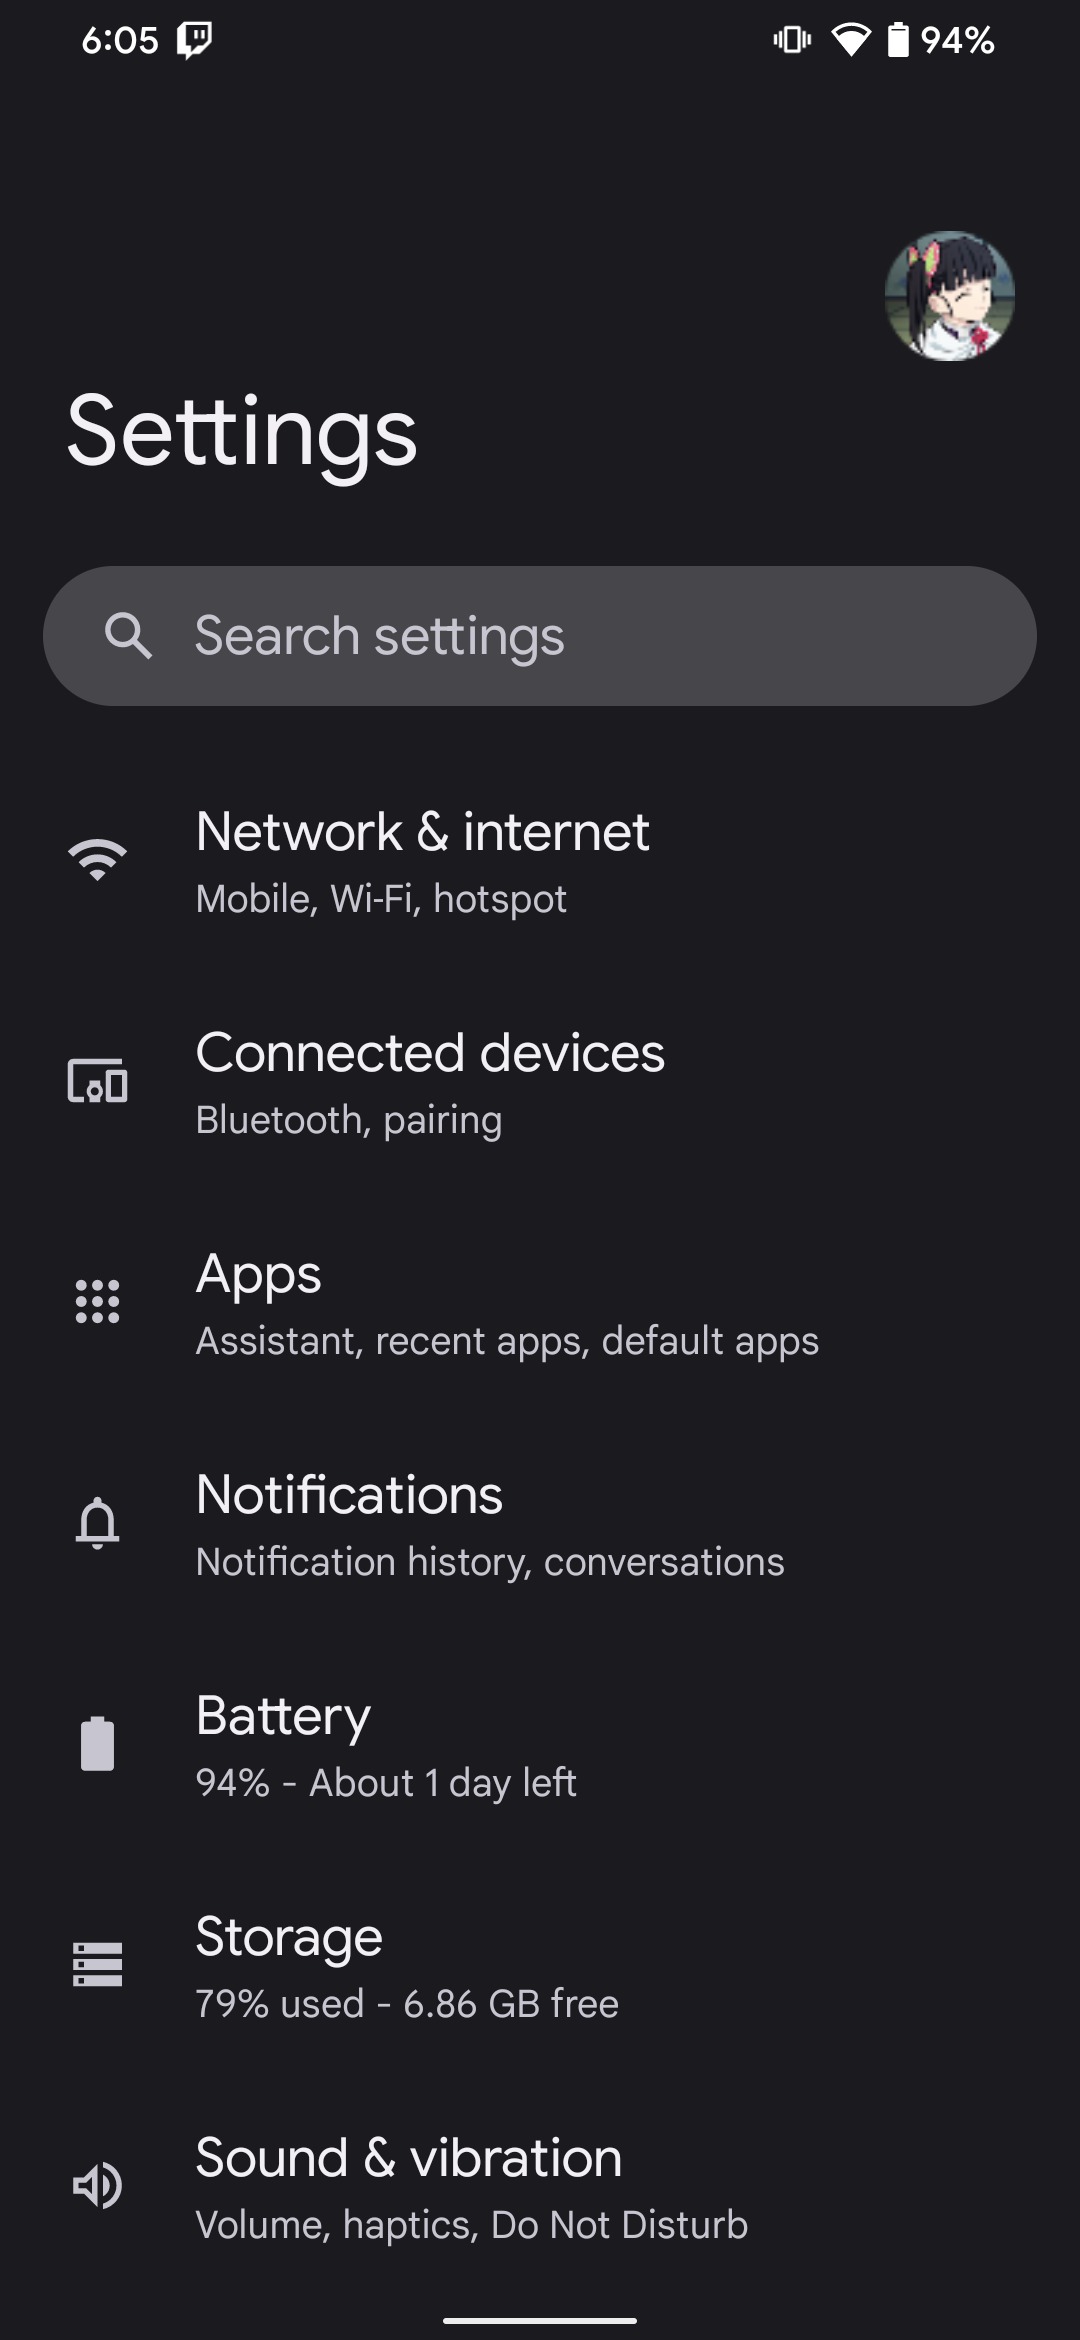 6:05
94%
Settings
Search settings
Network & internet
Mobile, Wi-Fi, hotspot
Connected devices
Bluetooth, pairing
Apps
Assistant, recent apps, default apps
Notifications
Notification history, conversations
Battery
94% - About 1 day left
Storage
79% used - 6.86 GB free
Sound & vibration
Volume, haptics, Do Not Disturb